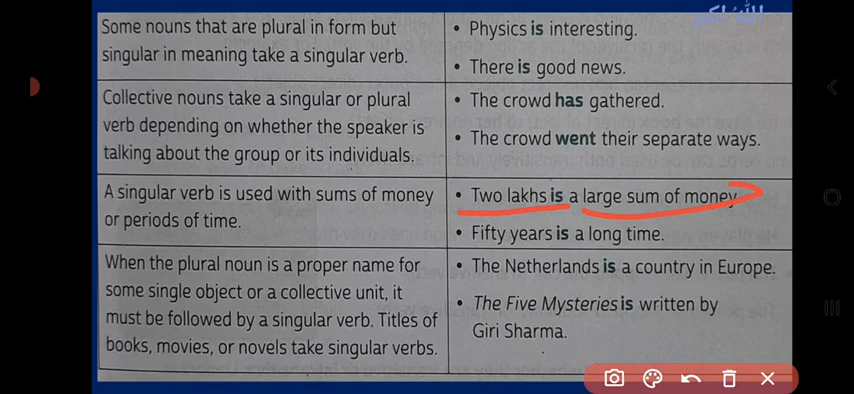 الله اکبر
Some nouns that are plural in form but
singular in meaning take a singular verb.
• Physics is interesting.
• There is good news.
Collective nouns take a singular or plural
verb depending on whether the speaker is
talking about the group or its individuals.
• The crowd has gathered.
• The crowd went their separate ways.
A singular verb is used with sums of money
or periods of time.
• Two lakhs is a large sum of money
• Fifty years is a long time.
When the plural noun is a proper name for
some single object or a collective unit, it
must be followed by a singular verb. Titles of
books, movies, or novels take singular verbs.
• The Netherlands is a country in Europe.
• The Five Mysteries is written by
Giri Sharma.